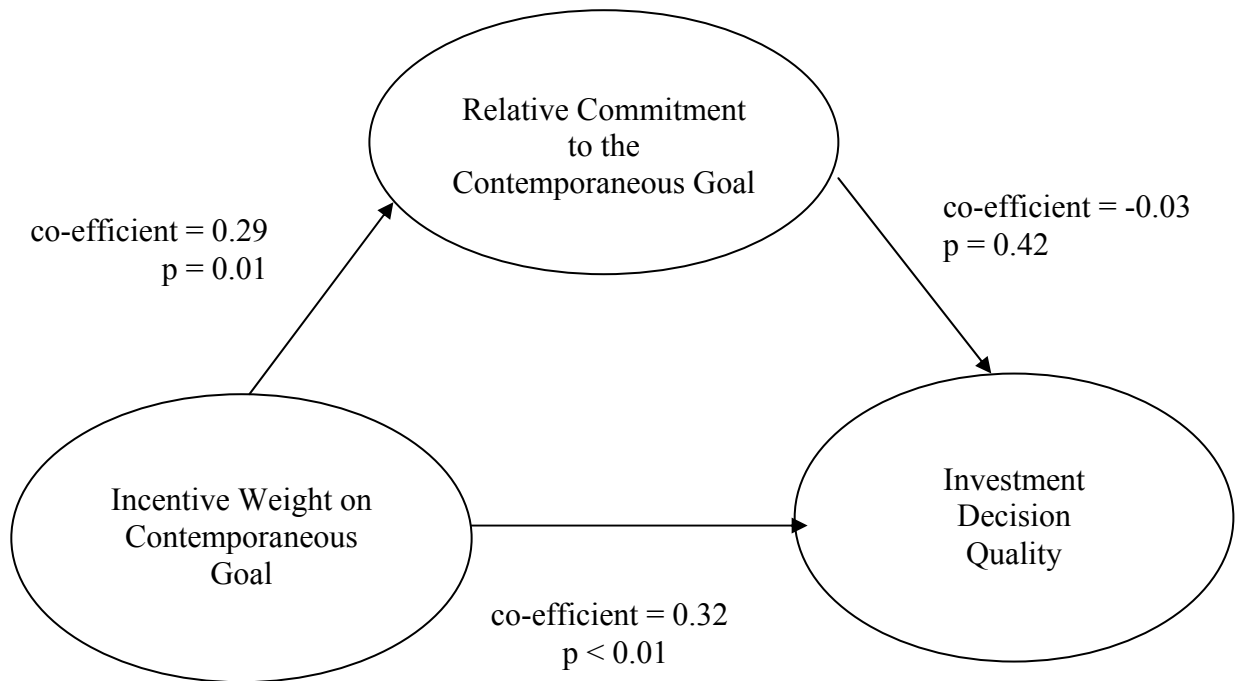 Relative Commitment
to the
Contemporaneous Goal
co-efficient = 0.29
p = 0.01
co-efficient = -0.03
p = 0.42
Incentive Weight on
Contemporaneous
Goal
Investment
Decision
Quality
co-efficient = 0.32
p < 0.01